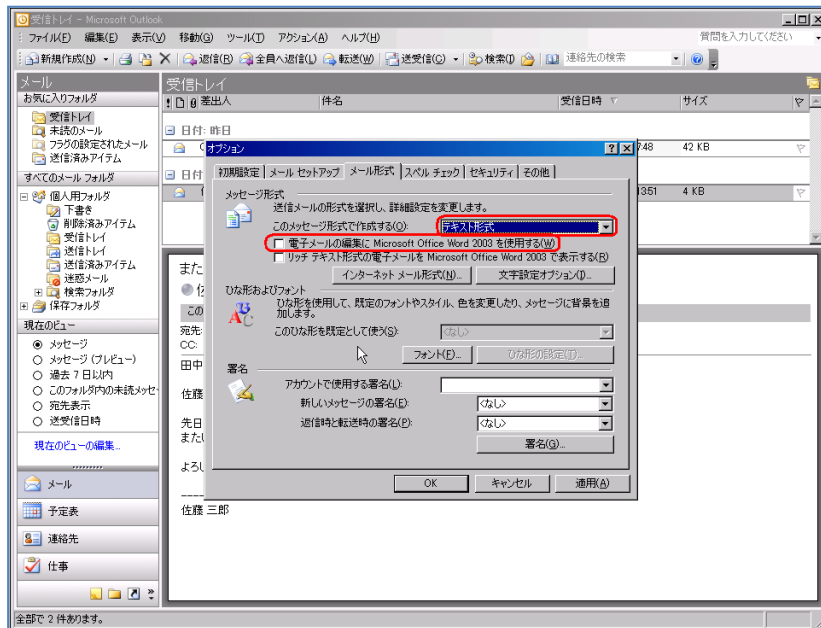 受信トレイ - Microsoft Outlook
ファイル(F) 編集(E) 表示(V) 移動(G) ツール(T) アクション(A) ヘルプ(H) 質問を入力してください
新規作成(N) 返信(R) 全員へ返信(L) 転送(W) 送受信(C) 検索(I) 連絡先の検索
メール
お気に入りフォルダ
受信トレイ
未読のメール
フラグの設定されたメール
送信済みアイテム
すべてのメール フォルダ
個人用フォルダ
下書き
削除済みアイテム
受信トレイ
送信トレイ
送信済みアイテム
迷惑メール
検索フォルダ
保存フォルダ
現在のビュー
メッセージ
メッセージ (プレビュー)
過去 7 日以内
このフォルダ内の未読メッセ
宛先表示
送受信日時
現在のビューの編集...
メール
予定表
連絡先
仕事
全部で 2 件あります。
受信トレイ
差出人 件名 受信日時 サイズ
日付: 昨日
7:48 42 KB
日付
13:51 4 KB
また
この
宛先:
CC:
田中
佐藤
先日
また
よろし
佐藤 三郎
オプション
初期設定 メール セットアップ メール形式 スペル チェック セキュリティ その他
メッセージ形式
送信メールの形式を選択し、詳細設定を変更します。
このメッセージ形式で作成する(O): テキスト形式
電子メールの編集に Microsoft Office Word 2003 を使用する(W)
リッチ テキスト形式の電子メールを Microsoft Office Word 2003 で表示する(R)
インターネット メール形式(N)... 文字設定オプション(I)...
ひな形およびフォント
ひな形を使用して、既定のフォントやスタイル、色を変更したり、メッセージに背景を追
加します。
このひな形を既定として使う(S): <なし>
フォント(F)... ひな形の設定(T)...
署名
アカウントで使用する署名(L):
新しいメッセージの署名(E): <なし>
返信時と転送時の署名(P): <なし>
署名(G)...
OK キャンセル 適用(A)